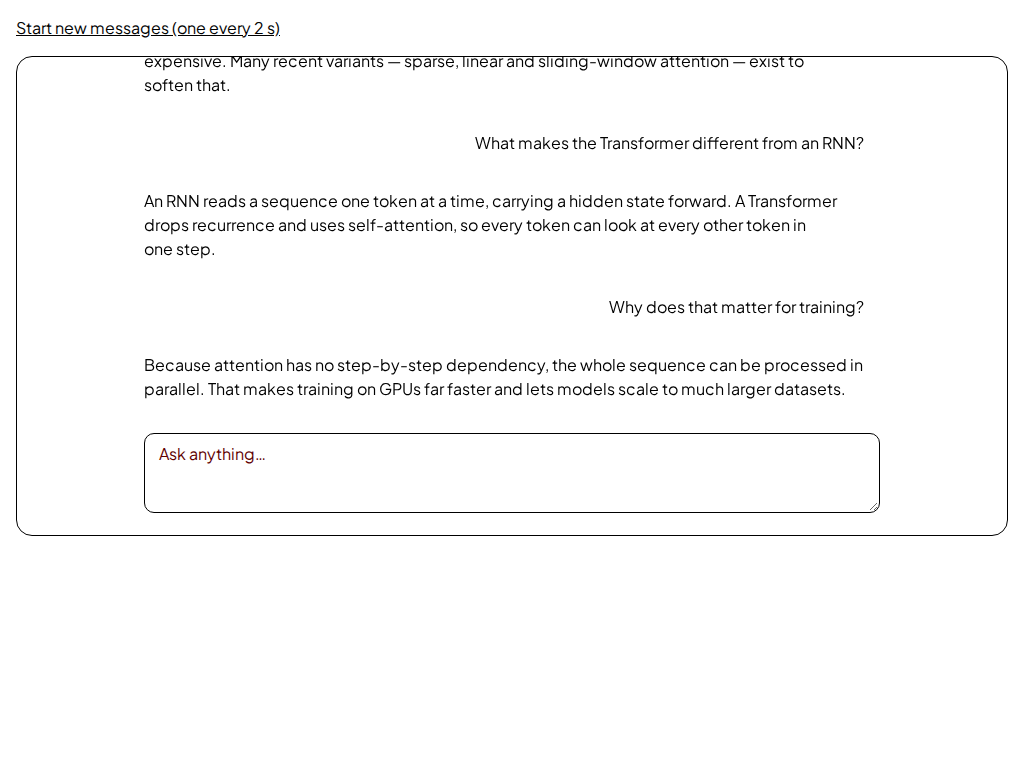 Start new messages (one every 2 s)
expensive. Many recent variants — sparse, linear and sliding-window attention — exist to
soften that.
What makes the Transformer different from an RNN?
An RNN reads a sequence one token at a time, carrying a hidden state forward. A Transformer
drops recurrence and uses self-attention, so every token can look at every other token in
one step.
Why does that matter for training?
Because attention has no step-by-step dependency, the whole sequence can be processed in
parallel. That makes training on GPUs far faster and lets models scale to much larger datasets.
Ask anything…